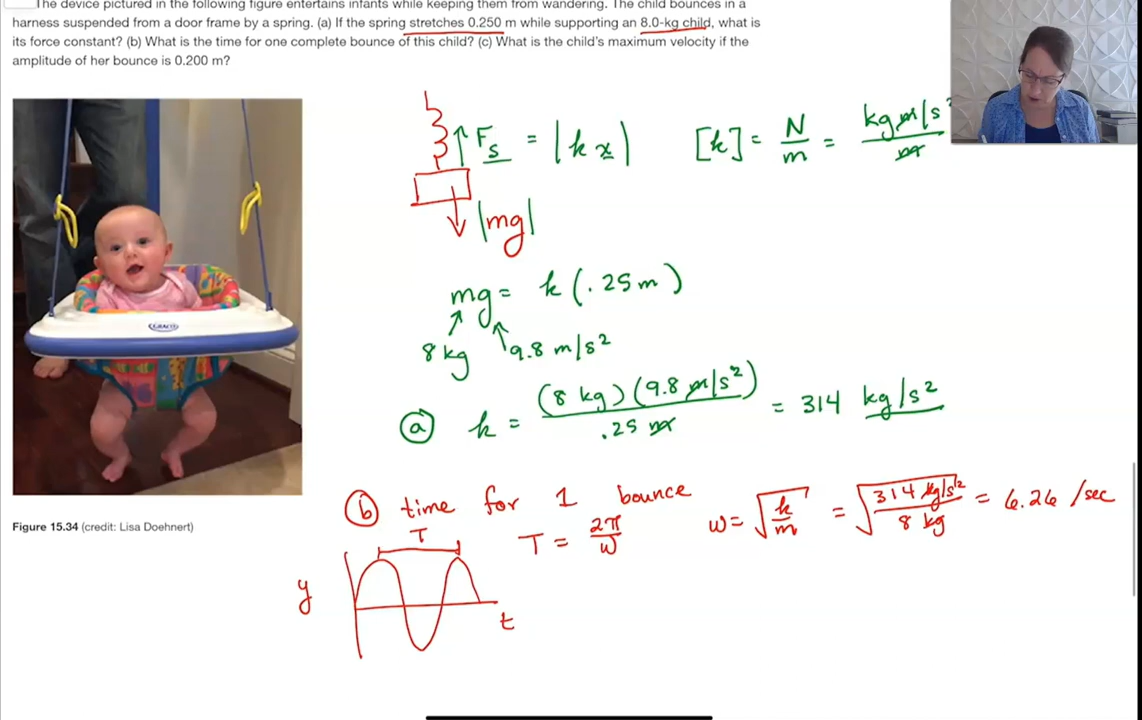 The device pictured in the following figure entertains infants while keeping them from wandering. The child bounces in a
harness suspended from a door frame by a spring. (a) If the spring stretches 0.250 m while supporting an 8.0-kg child, what is
its force constant? (b) What is the time for one complete bounce of this child? (c) What is the child's maximum velocity if the
amplitude of her bounce is 0.200 m?
GRACO
Figure 15.34 (credit: Lisa Doehnert)
Fs = |kx|
[k] = N/m = kg m/s²/m
|mg|
mg = k(.25m)
8 kg
9.8 m/s²
(a) k = (8 kg)(9.8 m/s²)/.25 m = 314 kg/s²
(b) time for 1 bounce
T = 2π/ω
ω = √k/m = √314 kg/s²/8 kg = 6.26 /sec
T
y
t